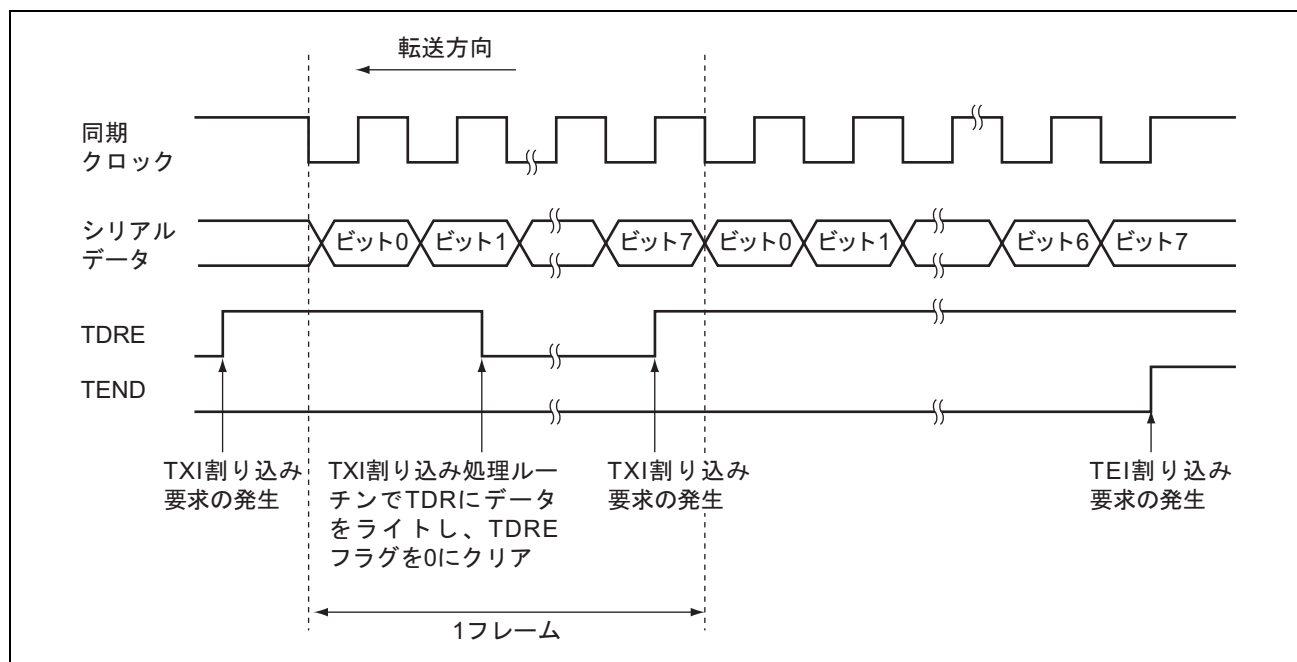 転送方向
同期
クロック
シリアル
データ
ビット0
ビット1
ビット7
ビット0
ビット1
ビット6
ビット7
TDRE
TEND
TXI割り込み
要求の発生
TXI割り込み処理ルー
チンでTDRにデータ
をライトし、TDRE
フラグを0にクリア
TXI割り込み
要求の発生
TEI割り込み
要求の発生
1フレーム